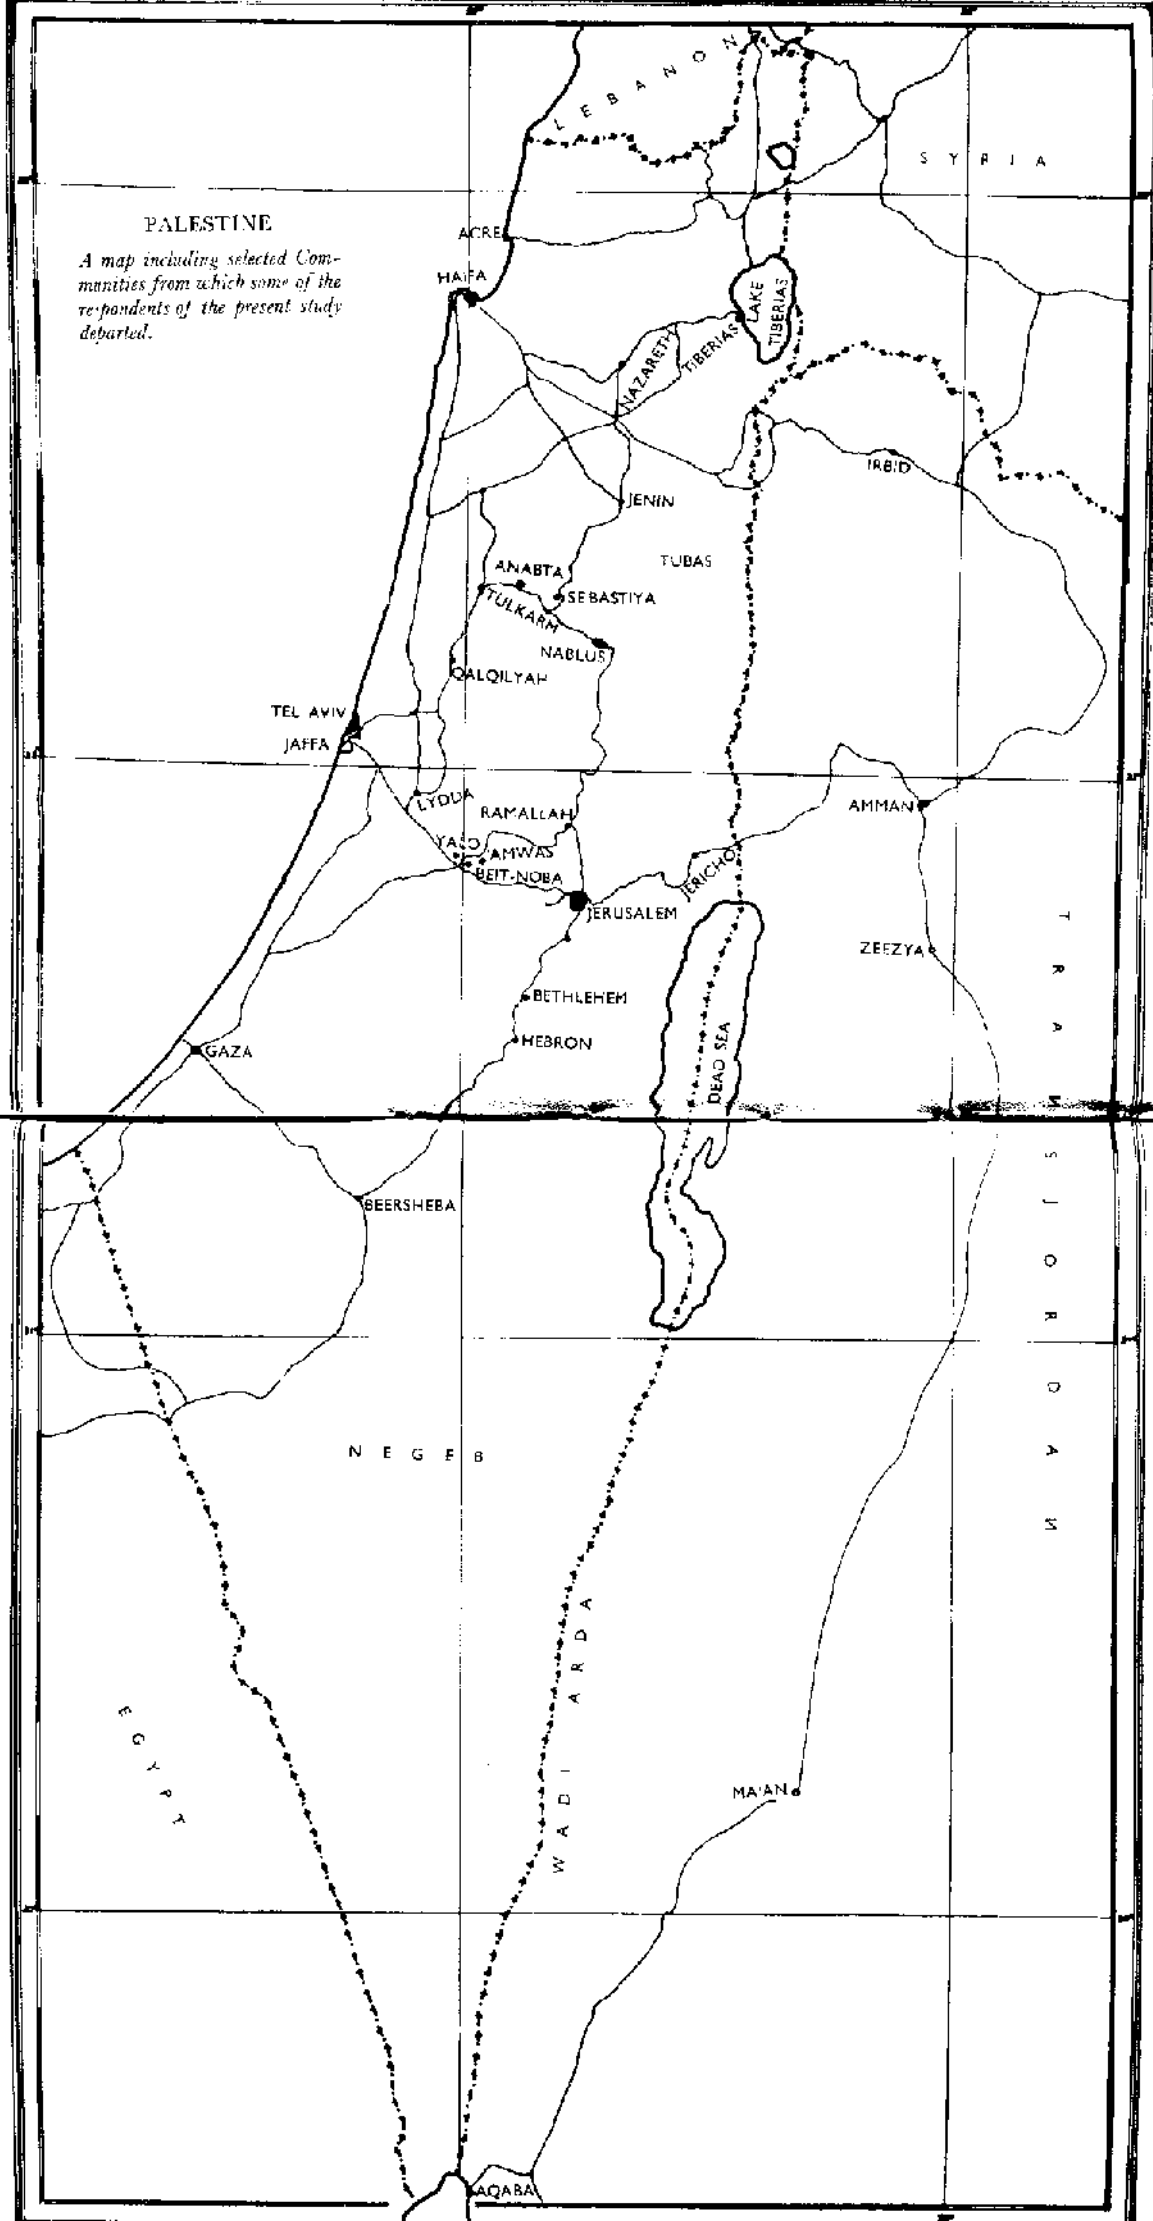 LEBANON
SYRIA
PALESTINE
A map including selected Com-
munities from which some of the
respondents of the present study
departed.
ACRE
HAIFA
LAKE
TIBERIAS
NAZARETH
TIBERIAS
IRBID
JENIN
TUBAS
ANABTA
SEBASTIYA
TULKARM
NABLUS
QALQILYAH
TEL AVIV
JAFFA
LYDDA
AMMAN
RAMALLAH
YALO
'AMWAS
BEIT-NOBA
JERICHO
JERUSALEM
ZEEZYA
BETHLEHEM
HEBRON
DEAD SEA
GAZA
TRANSJORDAN
BEERSHEBA
NEGEB
WADI ARDA
EGYPT
MA'AN
AQABA